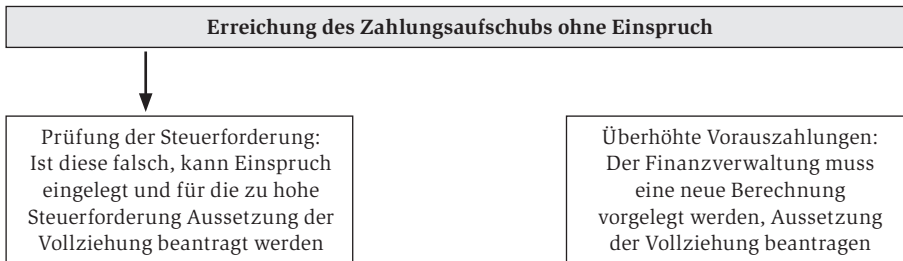 Erreichung des Zahlungsaufschubs ohne Einspruch
Prüfung der Steuerforderung:
Ist diese falsch, kann Einspruch
eingelegt und für die zu hohe
Steuerforderung Aussetzung der
Vollziehung beantragt werden
Überhöhte Vorauszahlungen:
Der Finanzverwaltung muss
eine neue Berechnung
vorgelegt werden, Aussetzung
der Vollziehung beantragen